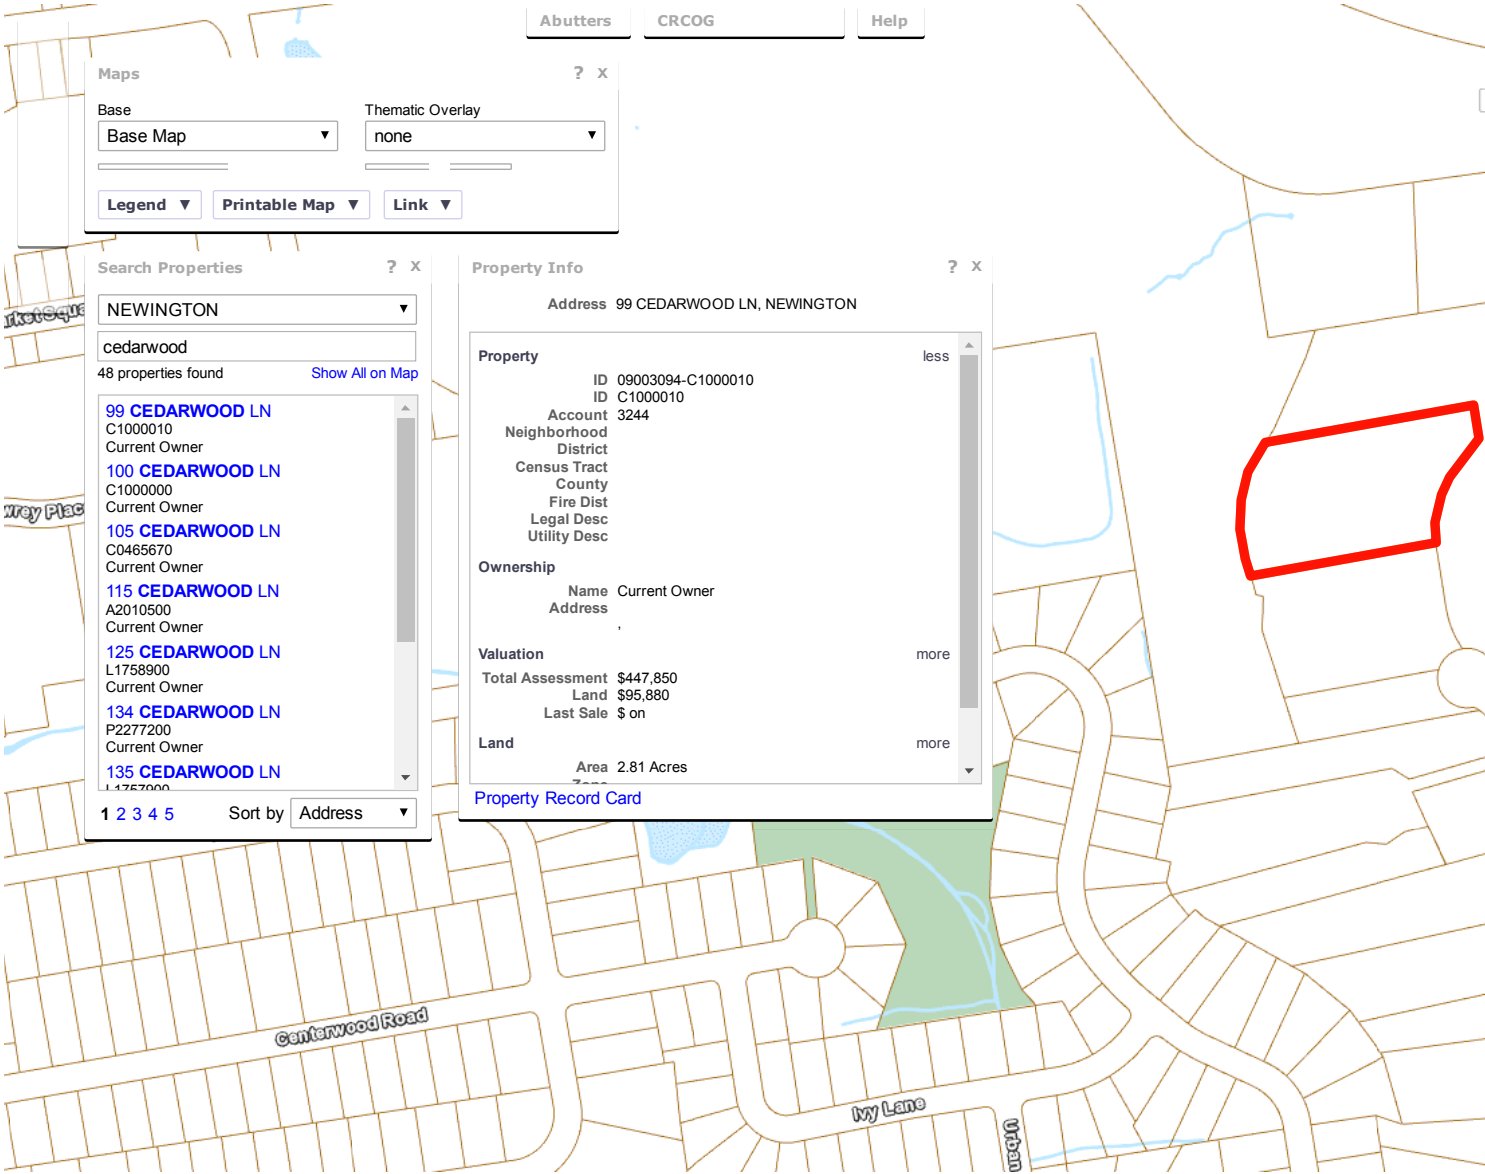 Abutters CRCOG Help
Maps ? x
Base Thematic Overlay
Base Map ▼ none ▼
Legend ▼ Printable Map ▼ Link ▼
Search Properties ? x
NEWINGTON ▼
cedarwood
48 properties found Show All on Map
99 CEDARWOOD LN
C1000010
Current Owner
100 CEDARWOOD LN
C1000000
Current Owner
105 CEDARWOOD LN
C0465670
Current Owner
115 CEDARWOOD LN
A2010500
Current Owner
125 CEDARWOOD LN
L1758900
Current Owner
134 CEDARWOOD LN
P2277200
Current Owner
135 CEDARWOOD LN
L1757900
1 2 3 4 5 Sort by Address ▼
Property Info ? x
Address 99 CEDARWOOD LN, NEWINGTON
Property less
ID 09003094-C1000010
ID C1000010
Account 3244
Neighborhood
District
Census Tract
County
Fire Dist
Legal Desc
Utility Desc
Ownership
Name Current Owner
Address
,
Valuation more
Total Assessment $447,850
Land $95,880
Last Sale $ on
Land more
Area 2.81 Acres
Zone
Property Record Card
Centerwood Road
Ivy Lane
Urban